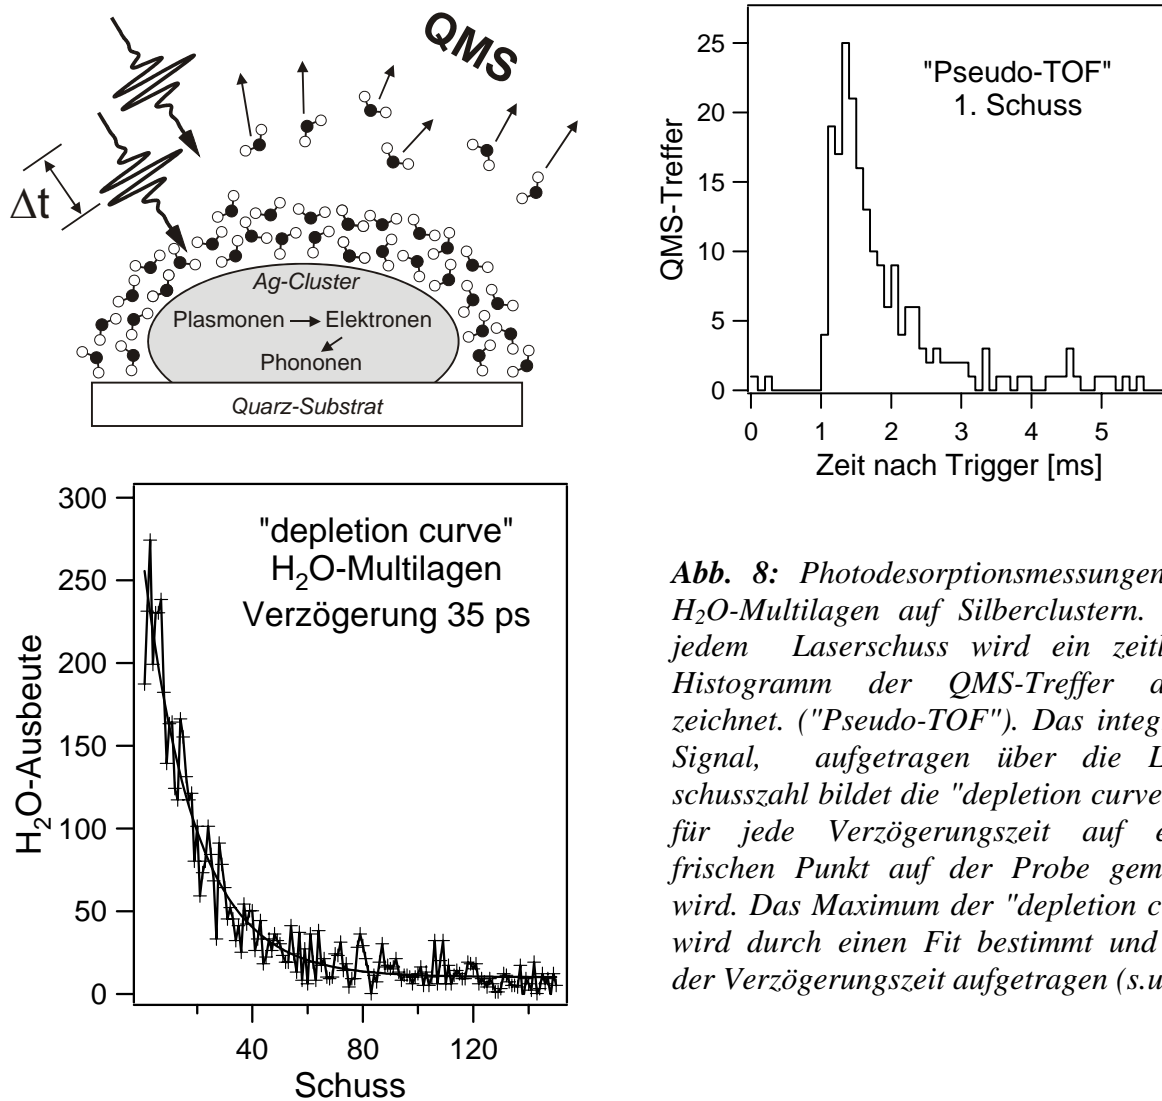 QMS
Δt
Ag-Cluster
Plasmonen Elektronen
Phononen
Quarz-Substrat
"Pseudo-TOF"
1. Schuss
QMS-Treffer
25
20
15
10
5
0
0 1 2 3 4 5
Zeit nach Trigger [ms]
"depletion curve"
H2O-Multilagen
Verzögerung 35 ps
H2O-Ausbeute
300
250
200
150
100
50
0
40 80 120
Schuss
Abb. 8: Photodesorptionsmessungen
H2O-Multilagen auf Silberclustern.
jedem Laserschuss wird ein zeitl
Histogramm der QMS-Treffer a
zeichnet. ("Pseudo-TOF"). Das integ
Signal, aufgetragen über die L
schusszahl bildet die "depletion curve
für jede Verzögerungszeit auf e
frischen Punkt auf der Probe gem
wird. Das Maximum der "depletion c
wird durch einen Fit bestimmt und
der Verzögerungszeit aufgetragen (s.u